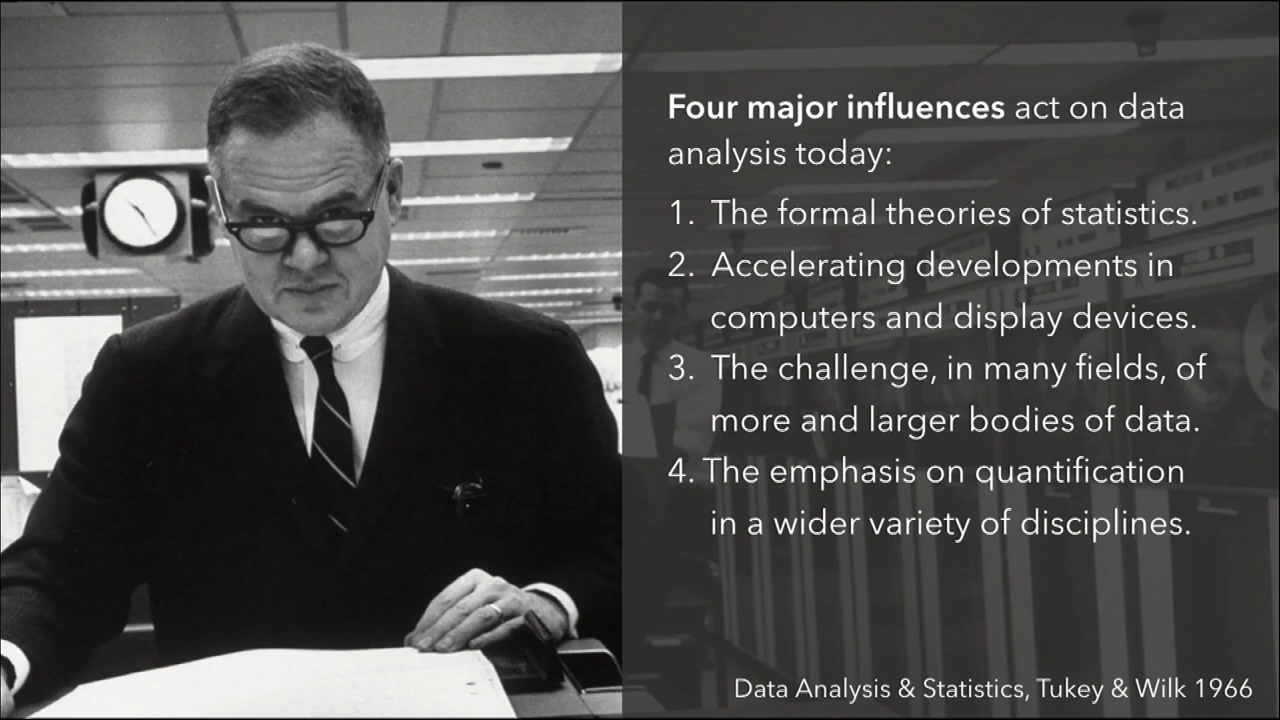 Four major influences act on data
analysis today:
1. The formal theories of statistics.
2. Accelerating developments in
computers and display devices.
3. The challenge, in many fields, of
more and larger bodies of data.
4. The emphasis on quantification
in a wider variety of disciplines.
Data Analysis & Statistics, Tukey & Wilk 1966